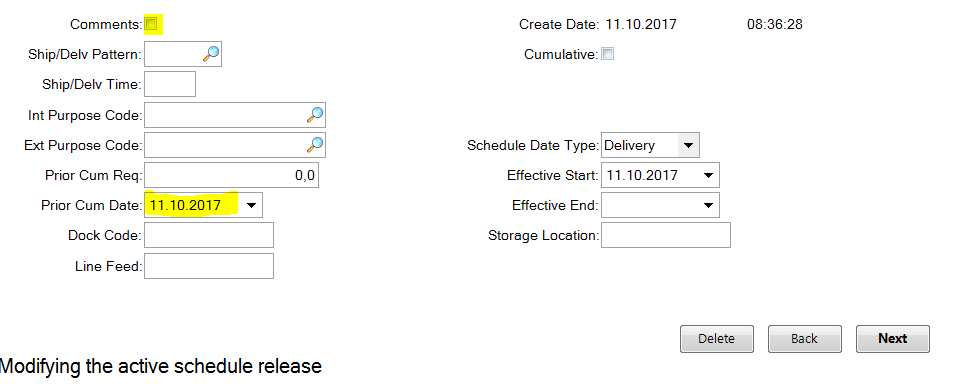 Comments: Create Date: 11.10.2017 08:36:28
Ship/Delv Pattern: Cumulative:
Ship/Delv Time:
Int Purpose Code:
Ext Purpose Code: Schedule Date Type: Delivery
Prior Cum Req: 0,0 Effective Start: 11.10.2017
Prior Cum Date: 11.10.2017 Effective End:
Dock Code: Storage Location:
Line Feed:
Delete Back Next
Modifying the active schedule release